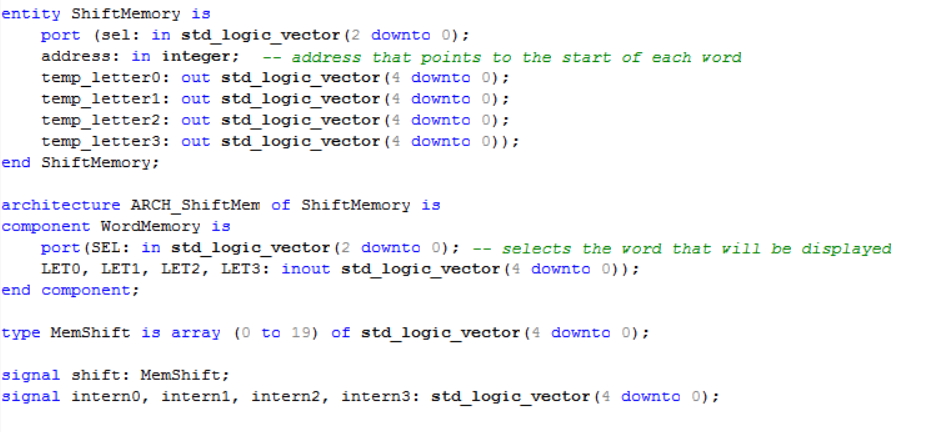 entity ShiftMemory is
port (sel: in std_logic_vector(2 downto 0);
address: in integer; -- address that points to the start of each word
temp_letter0: out std_logic_vector(4 downto 0);
temp_letter1: out std_logic_vector(4 downto 0);
temp_letter2: out std_logic_vector(4 downto 0);
temp_letter3: out std_logic_vector(4 downto 0));
end ShiftMemory;
architecture ARCH_ShiftMem of ShiftMemory is
component WordMemory is
port(SEL: in std_logic_vector(2 downto 0); -- selects the word that will be displayed
LET0, LET1, LET2, LET3: inout std_logic_vector(4 downto 0));
end component;
type MemShift is array (0 to 19) of std_logic_vector(4 downto 0);
signal shift: MemShift;
signal intern0, intern1, intern2, intern3: std_logic_vector(4 downto 0);